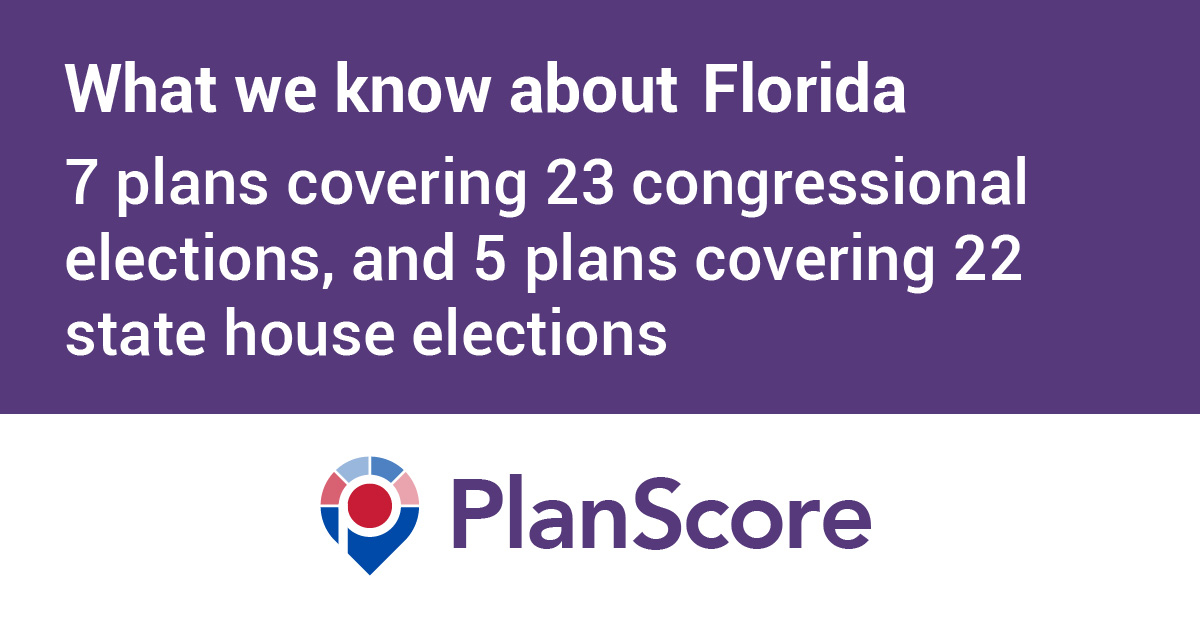 What we know about Florida
7 plans covering 23 congressional
elections, and 5 plans covering 22
state house elections
PlanScore